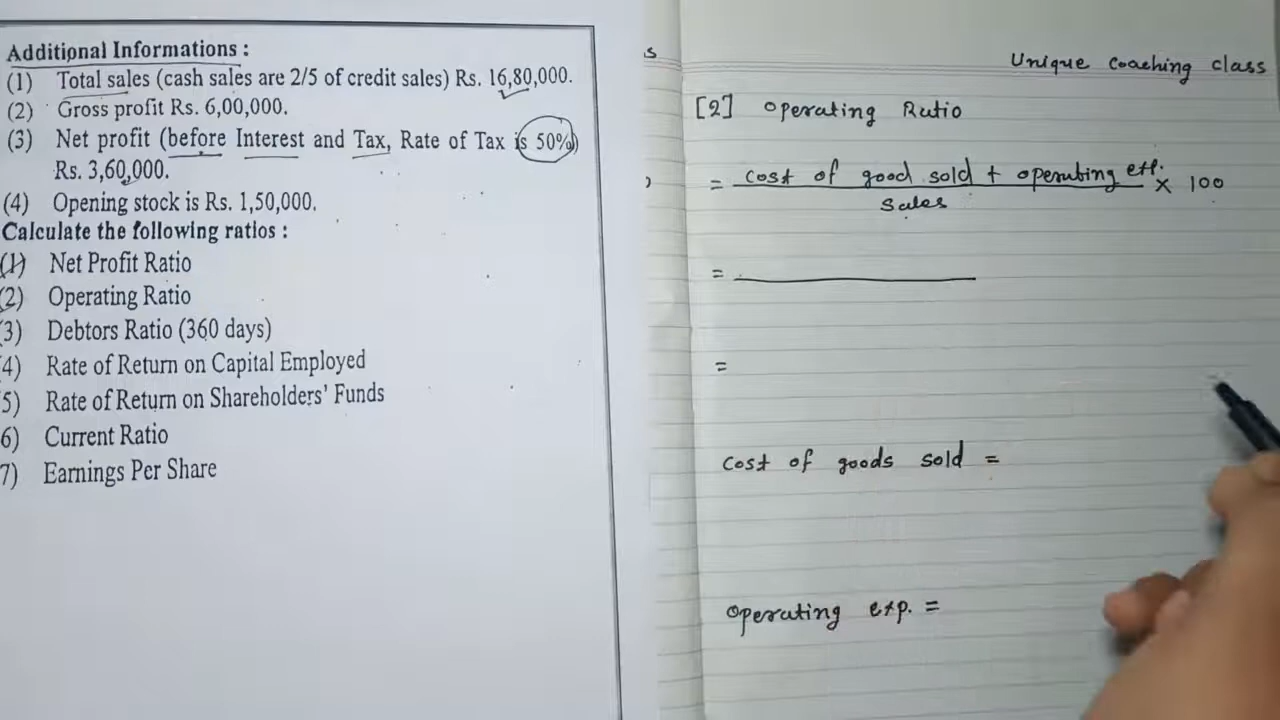 Additional Informations :
(1) Total sales (cash sales are 2/5 of credit sales) Rs. 16,80,000.
(2) Gross profit Rs. 6,00,000.
(3) Net profit (before Interest and Tax, Rate of Tax is 50%)
Rs. 3,60,000.
(4) Opening stock is Rs. 1,50,000.
Calculate the following ratios :
(1) Net Profit Ratio
(2) Operating Ratio
(3) Debtors Ratio (360 days)
(4) Rate of Return on Capital Employed
(5) Rate of Return on Shareholders' Funds
6) Current Ratio
7) Earnings Per Share
s
Unique coaching class
[2] Operating Ratio
= cost of good sold + operating exp. × 100
Sales
=
=
cost of goods sold =
operating exp. =